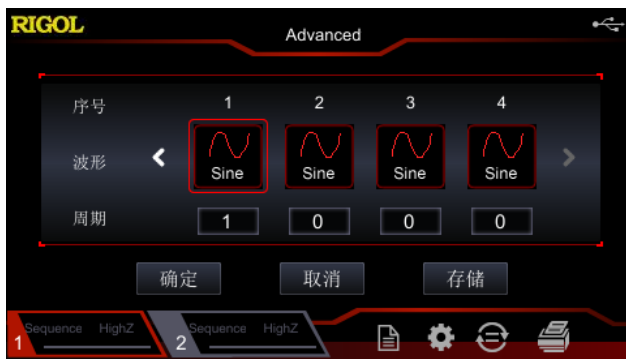 RIGOL
Advanced
序号 1 2 3 4
Sine Sine Sine Sine
波形
周期 1 0 0 0
确定 取消 存储
1 Sequence HighZ 2 Sequence HighZ